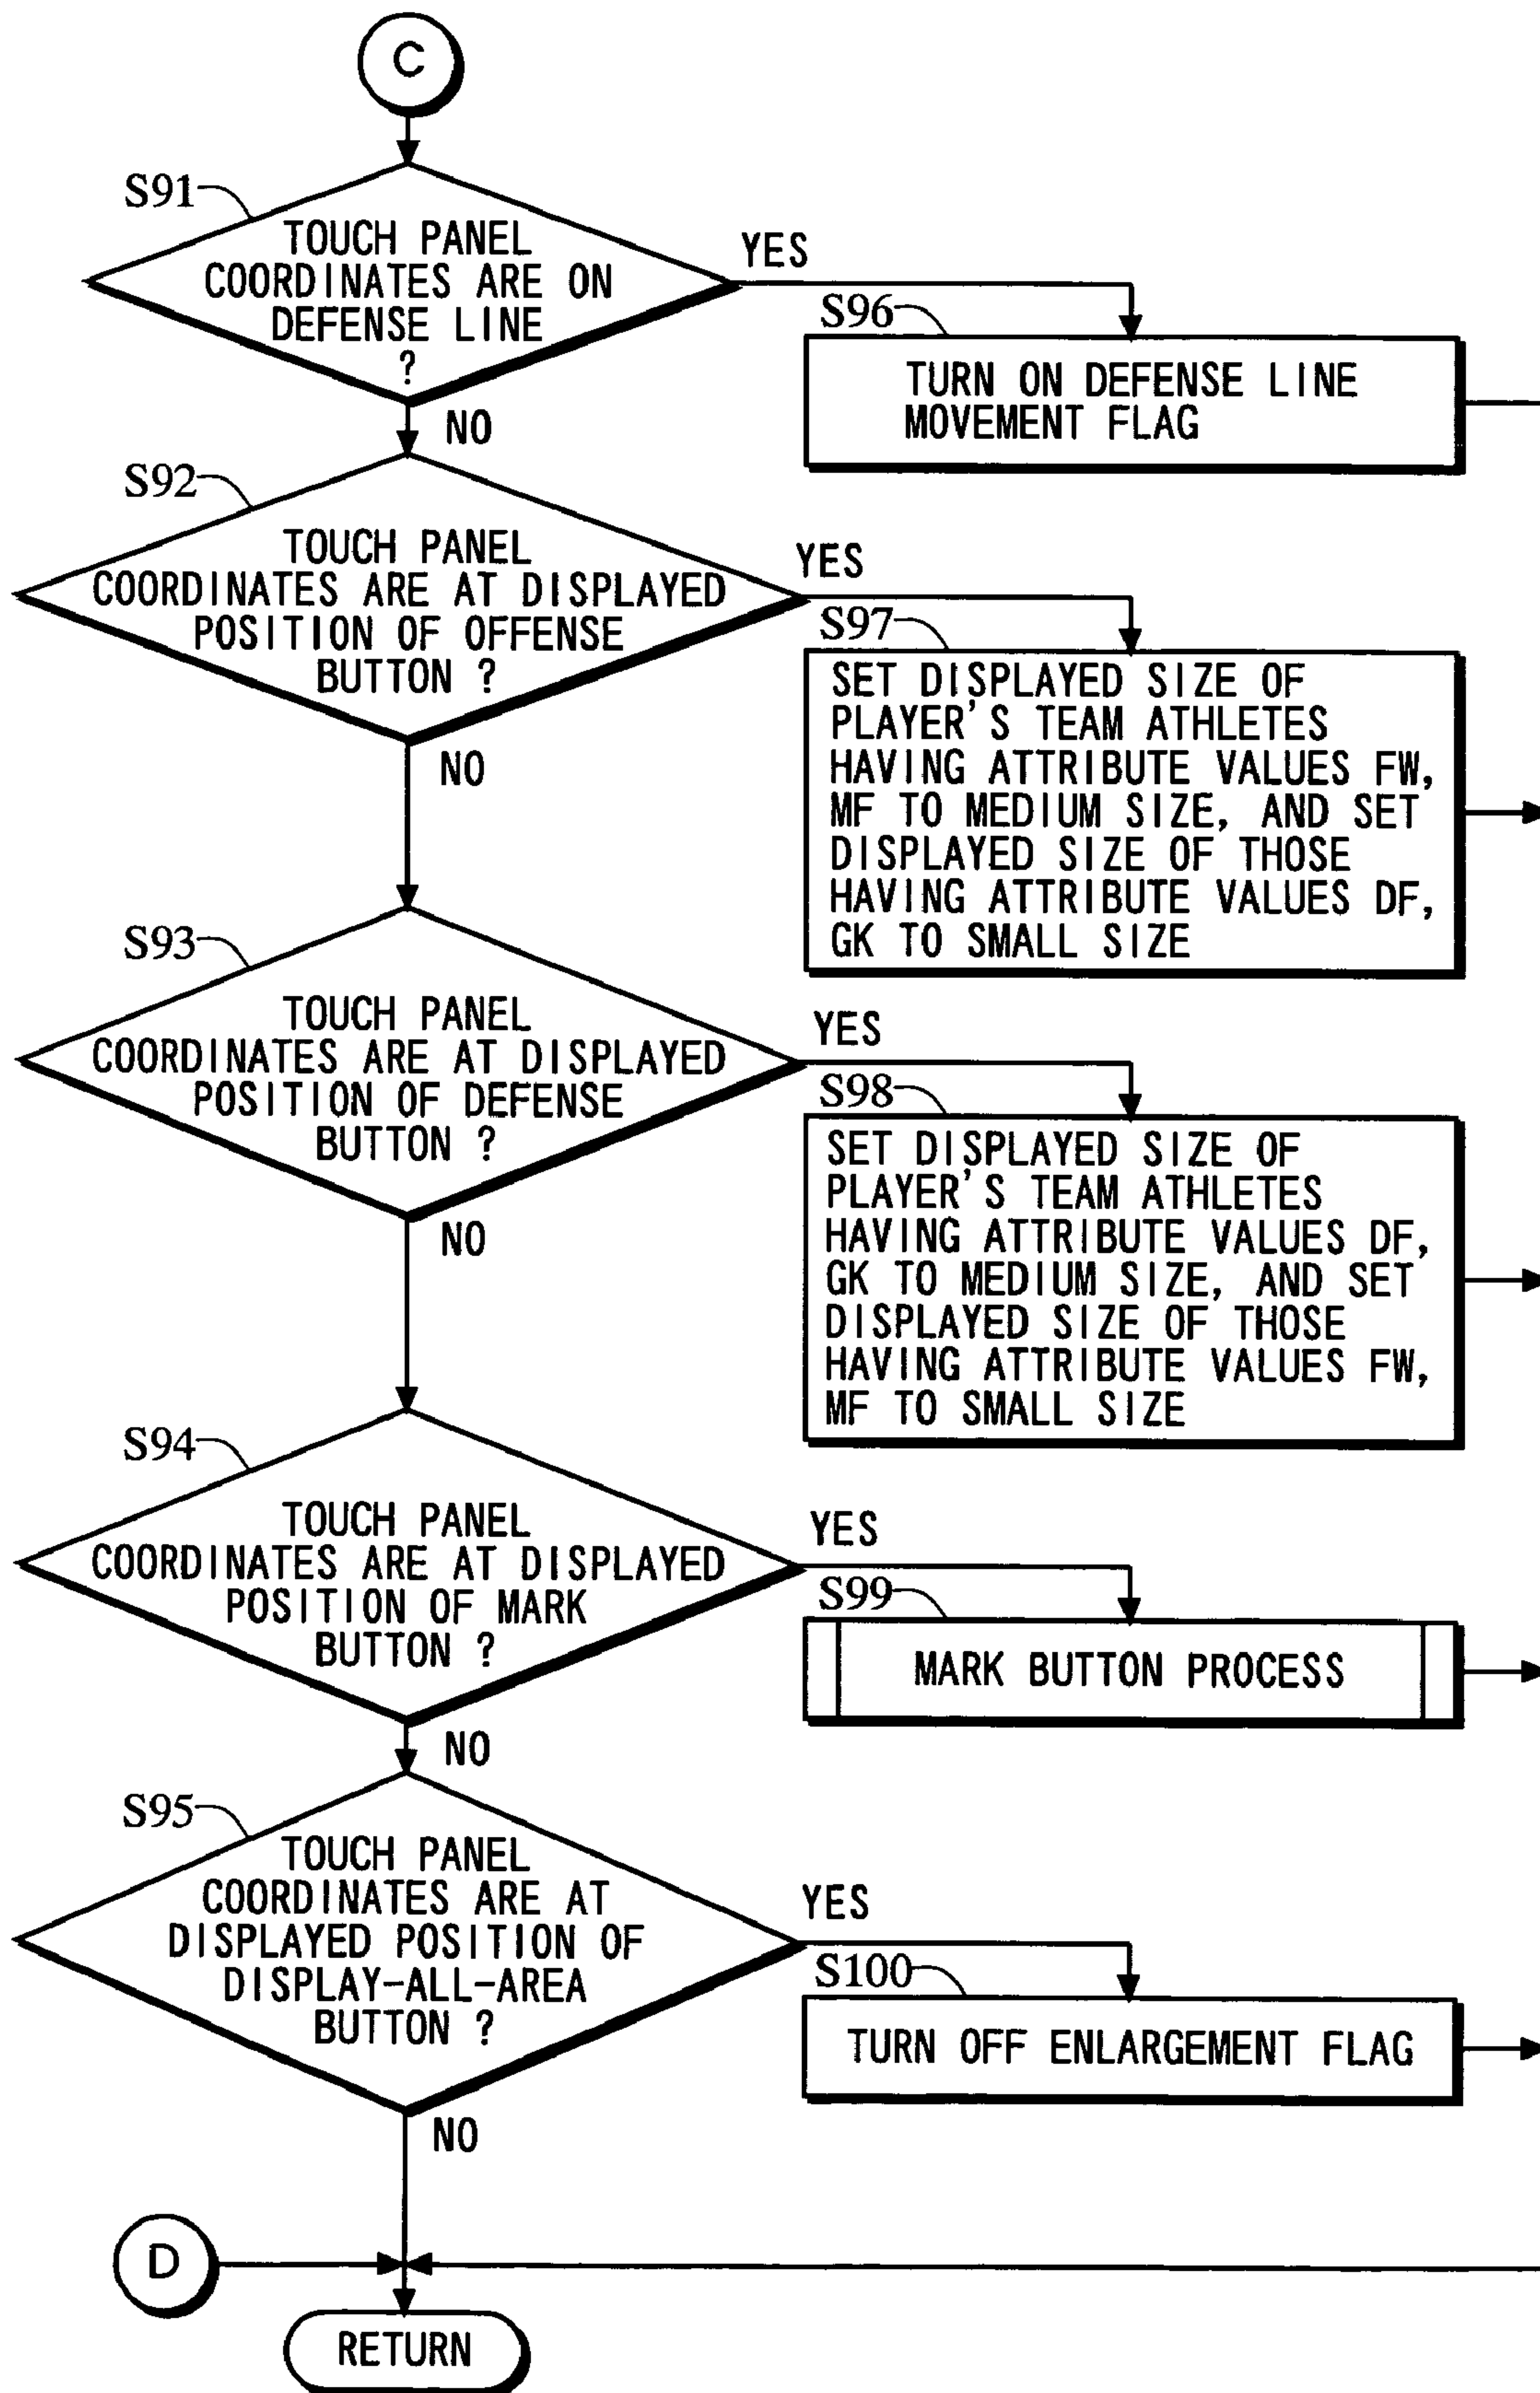 C
S91
TOUCH PANEL
COORDINATES ARE ON
DEFENSE LINE
?
YES
NO
S96
TURN ON DEFENSE LINE
MOVEMENT FLAG
S92
TOUCH PANEL
COORDINATES ARE AT DISPLAYED
POSITION OF OFFENSE
BUTTON ?
YES
NO
S97
SET DISPLAYED SIZE OF
PLAYER'S TEAM ATHLETES
HAVING ATTRIBUTE VALUES FW,
MF TO MEDIUM SIZE, AND SET
DISPLAYED SIZE OF THOSE
HAVING ATTRIBUTE VALUES DF,
GK TO SMALL SIZE
S93
TOUCH PANEL
COORDINATES ARE AT DISPLAYED
POSITION OF DEFENSE
BUTTON ?
YES
NO
S98
SET DISPLAYED SIZE OF
PLAYER'S TEAM ATHLETES
HAVING ATTRIBUTE VALUES DF,
GK TO MEDIUM SIZE, AND SET
DISPLAYED SIZE OF THOSE
HAVING ATTRIBUTE VALUES FW,
MF TO SMALL SIZE
S94
TOUCH PANEL
COORDINATES ARE AT DISPLAYED
POSITION OF MARK
BUTTON ?
YES
NO
S99
MARK BUTTON PROCESS
S95
TOUCH PANEL
COORDINATES ARE AT
DISPLAYED POSITION OF
DISPLAY-ALL-AREA
BUTTON ?
YES
NO
S100
TURN OFF ENLARGEMENT FLAG
D
RETURN